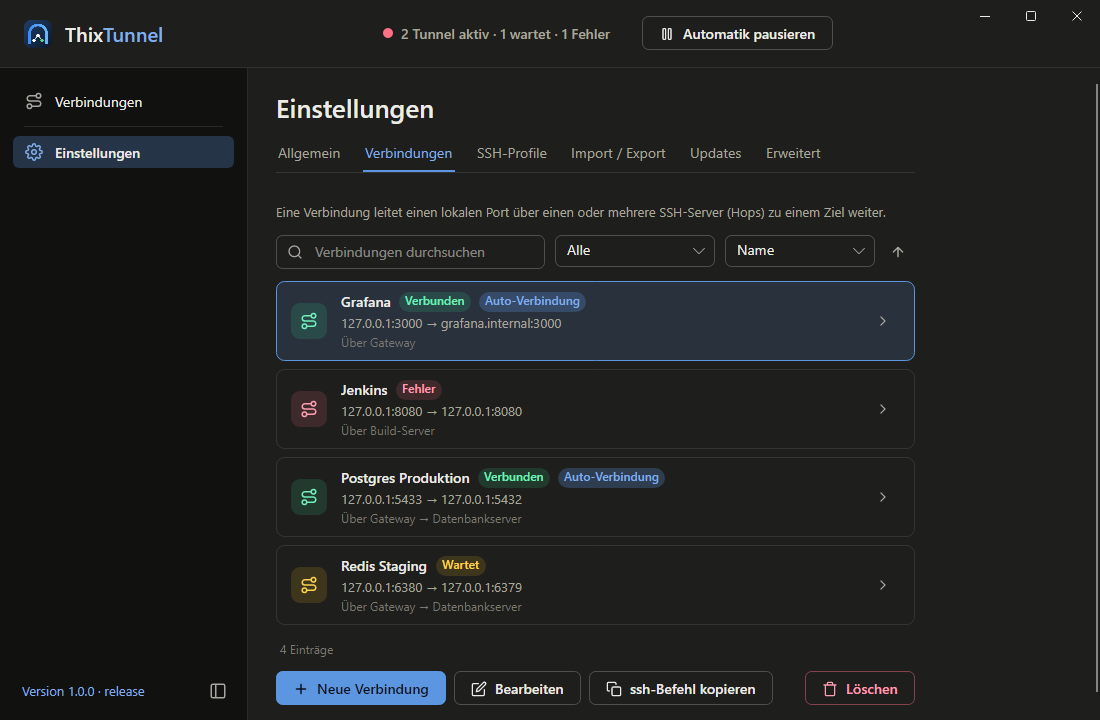 ThixTunnel
2 Tunnel aktiv · 1 wartet · 1 Fehler
Automatik pausieren
Verbindungen
Einstellungen
Version 1.0.0 · release
Einstellungen
Allgemein Verbindungen SSH-Profile Import / Export Updates Erweitert
Eine Verbindung leitet einen lokalen Port über einen oder mehrere SSH-Server (Hops) zu einem Ziel weiter.
Verbindungen durchsuchen Alle Name
Grafana Verbunden Auto-Verbindung
127.0.0.1:3000 → grafana.internal:3000
Über Gateway
Jenkins Fehler
127.0.0.1:8080 → 127.0.0.1:8080
Über Build-Server
Postgres Produktion Verbunden Auto-Verbindung
127.0.0.1:5433 → 127.0.0.1:5432
Über Gateway → Datenbankserver
Redis Staging Wartet
127.0.0.1:6380 → 127.0.0.1:6379
Über Gateway → Datenbankserver
4 Einträge
Neue Verbindung Bearbeiten ssh-Befehl kopieren Löschen